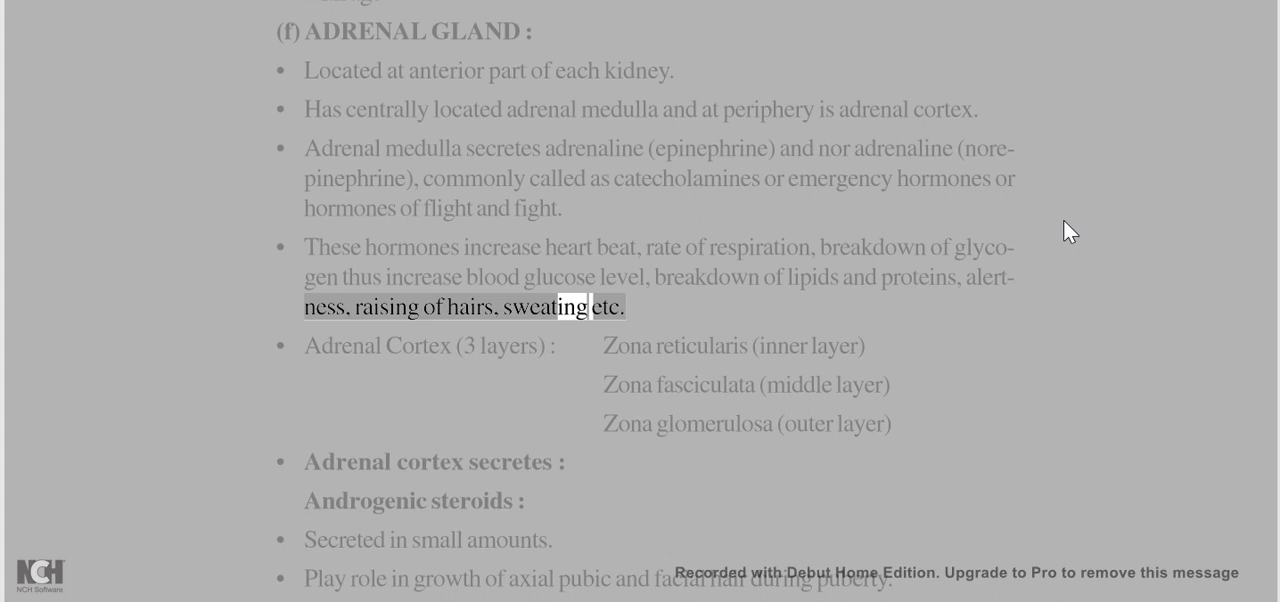 (f) ADRENAL GLAND :
• Located at anterior part of each kidney.
• Has centrally located adrenal medulla and at periphery is adrenal cortex.
• Adrenal medulla secretes adrenaline (epinephrine) and nor adrenaline (nore-
pinephrine), commonly called as catecholamines or emergency hormones or
hormones of flight and fight.
• These hormones increase heart beat, rate of respiration, breakdown of glyco-
gen thus increase blood glucose level, breakdown of lipids and proteins, alert-
ness, raising of hairs, sweating etc.
• Adrenal Cortex (3 layers) : Zona reticularis (inner layer)
Zona fasciculata (middle layer)
Zona glomerulosa (outer layer)
• Adrenal cortex secretes :
Androgenic steroids :
• Secreted in small amounts.
• Play role in growth of axial pubic and facial hair during puberty.
Recorded with Debut Home Edition. Upgrade to Pro to remove this message
NCH
NCH Software